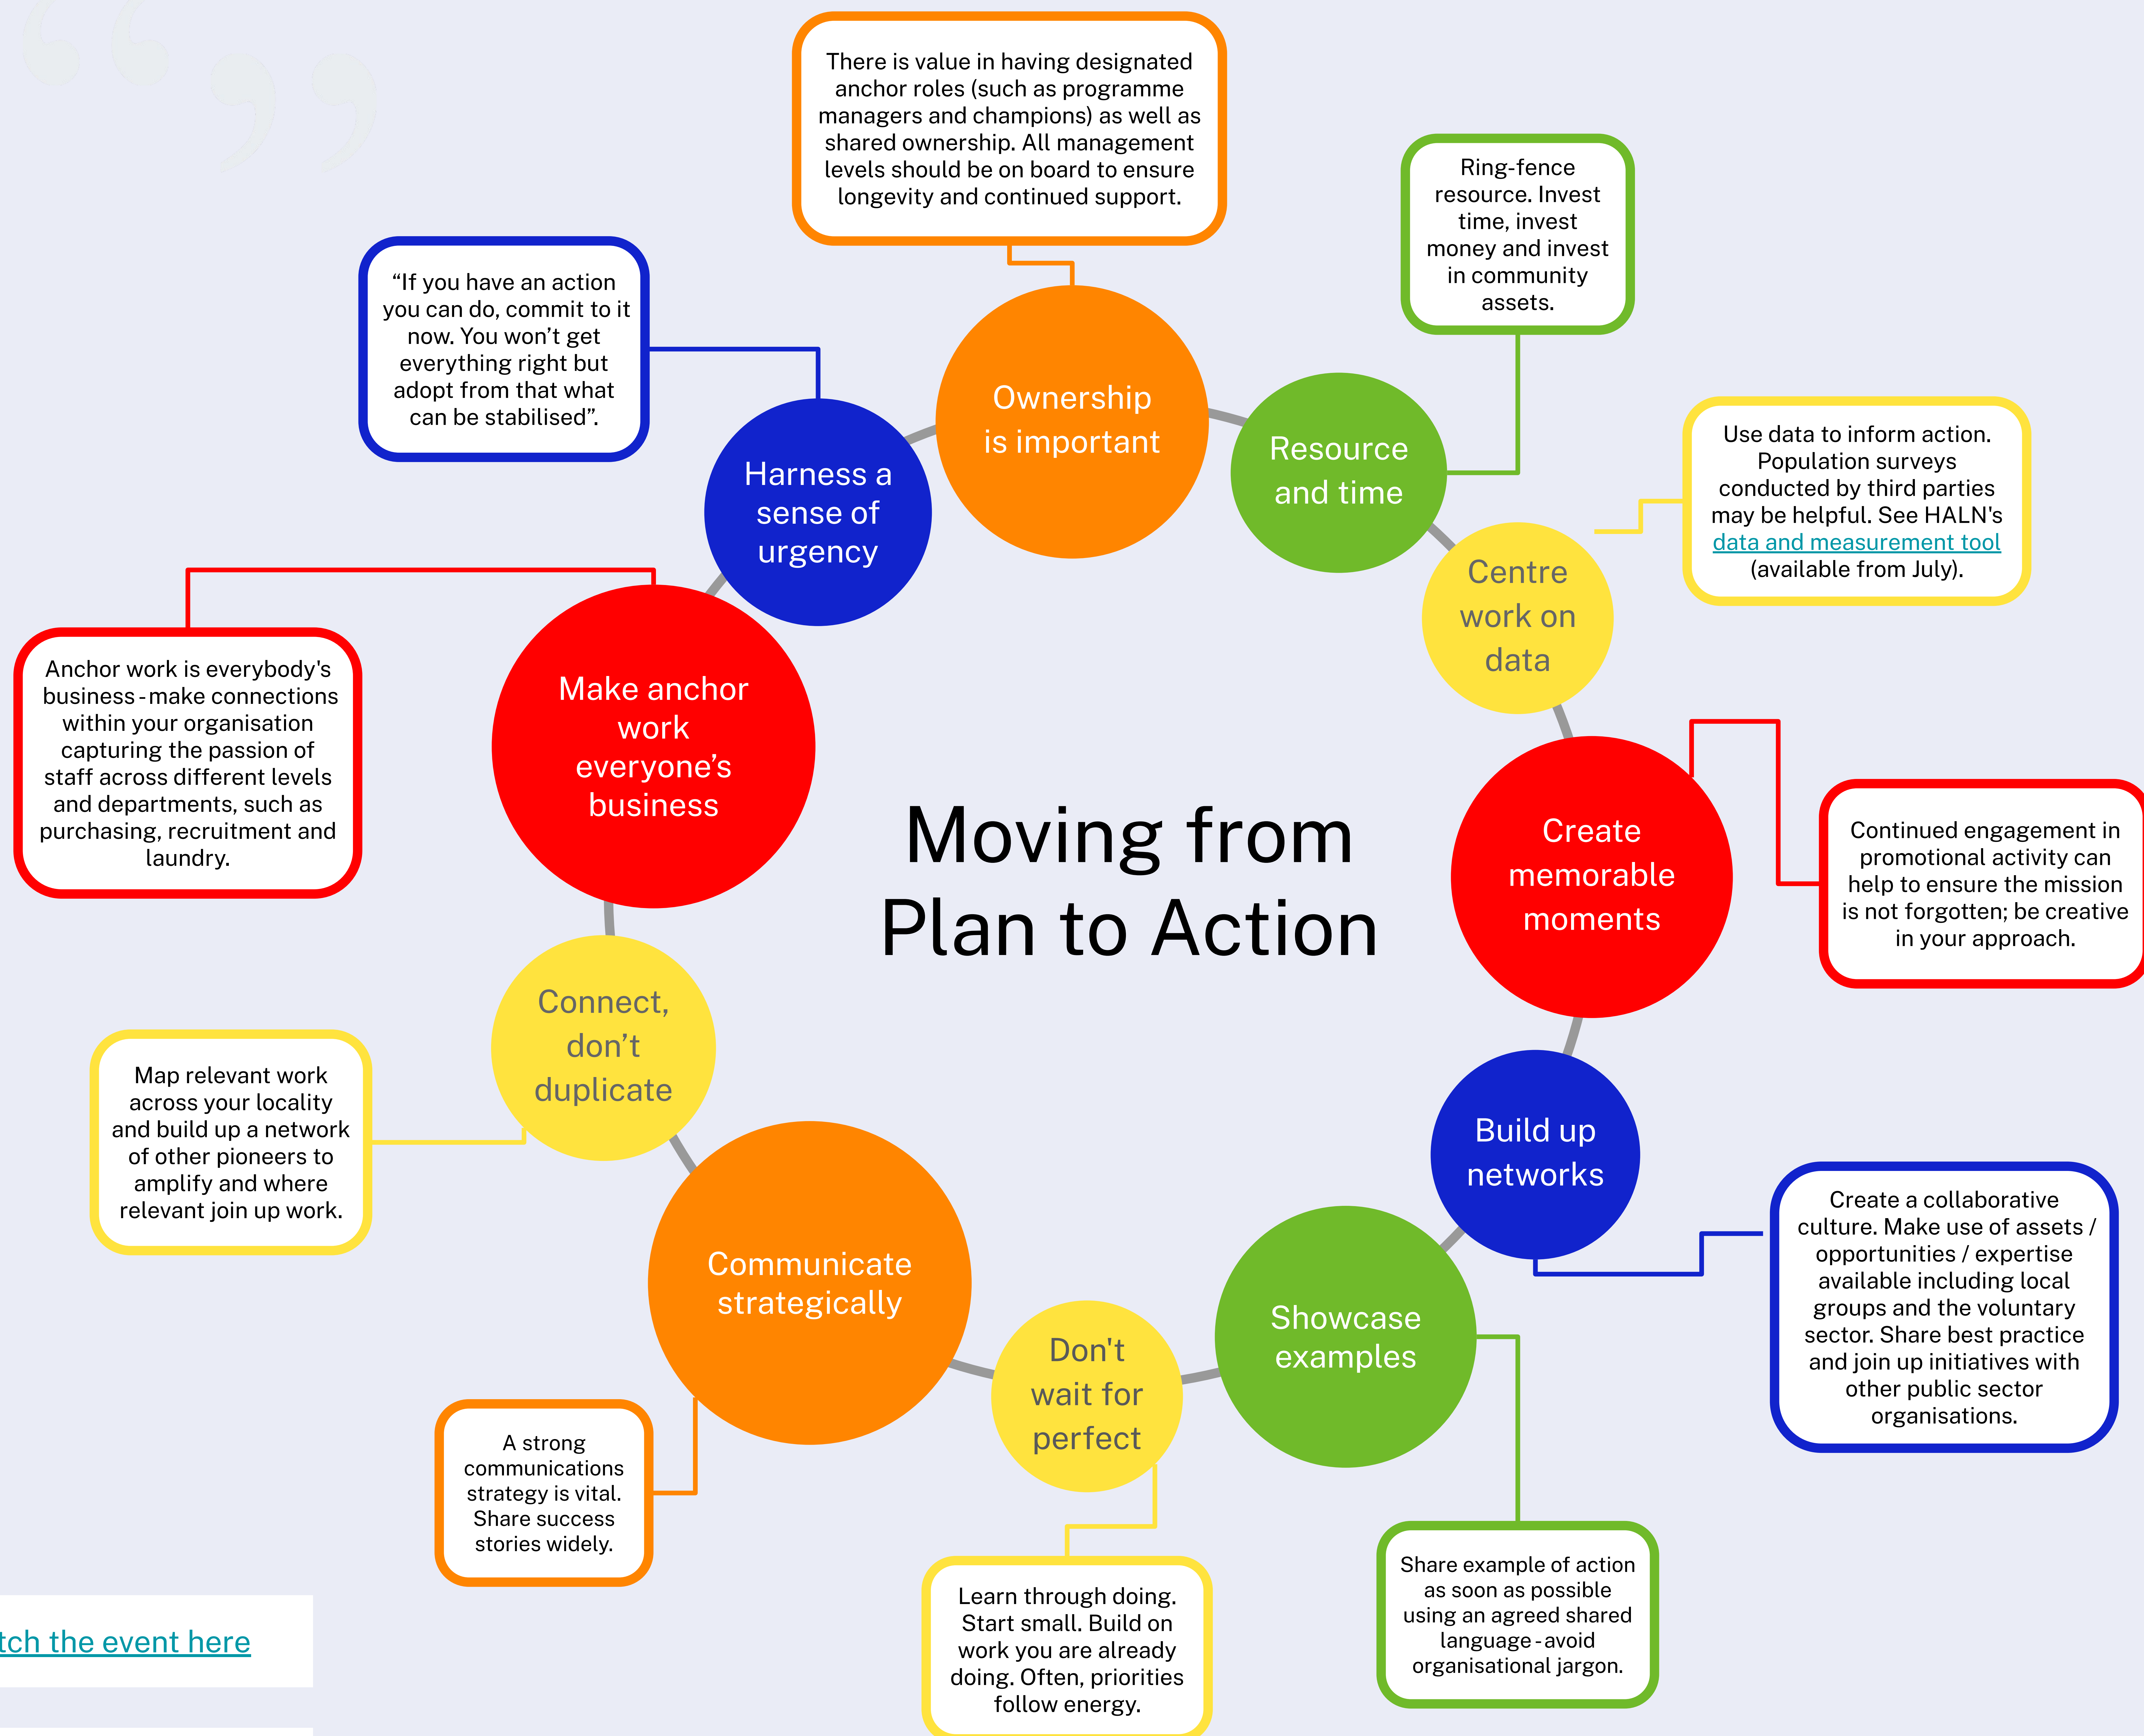 There is value in having designated
anchor roles (such as programme
managers and champions) as well as
shared ownership. All management
levels should be on board to ensure
longevity and continued support.
Ownership
is important
Ring-fence
resource. Invest
time, invest
money and invest
in community
assets.
Resource
and time
Use data to inform action.
Population surveys
conducted by third parties
may be helpful. See HALN's
data and measurement tool
(available from July).
Centre
work on
data
Continued engagement in
promotional activity can
help to ensure the mission
is not forgotten; be creative
in your approach.
Create
memorable
moments
Build up
networks
Create a collaborative
culture. Make use of assets /
opportunities / expertise
available including local
groups and the voluntary
sector. Share best practice
and join up initiatives with
other public sector
organisations.
Showcase
examples
Share example of action
as soon as possible
using an agreed shared
language - avoid
organisational jargon.
Don't
wait for
perfect
Learn through doing.
Start small. Build on
work you are already
doing. Often, priorities
follow energy.
Communicate
strategically
A strong
communications
strategy is vital.
Share success
stories widely.
Connect,
don’t
duplicate
Map relevant work
across your locality
and build up a network
of other pioneers to
amplify and where
relevant join up work.
Make anchor
work
everyone’s
business
Anchor work is everybody's
business - make connections
within your organisation
capturing the passion of
staff across different levels
and departments, such as
purchasing, recruitment and
laundry.
Harness a
sense of
urgency
“If you have an action
you can do, commit to it
now. You won’t get
everything right but
adopt from that what
can be stabilised”.
Moving from
Plan to Action
tch the event here